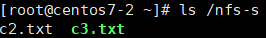 [root@centos7-2 ~]# ls /nfs-s
c2.txt  c3.txt